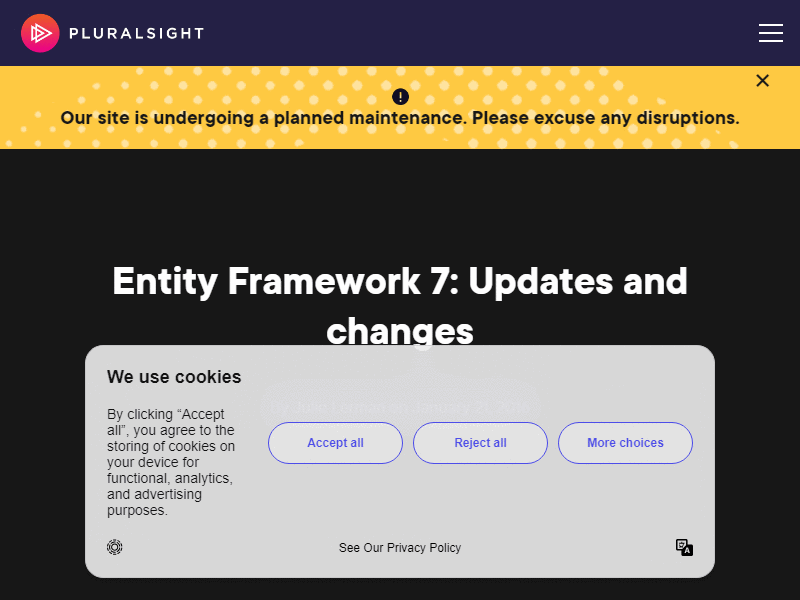 PLURALSIGHT
Our site is undergoing a planned maintenance. Please excuse any disruptions.
Entity Framework 7: Updates and
changes
We use cookies
By clicking “Accept
all”, you agree to the
storing of cookies on
your device for
functional, analytics,
and advertising
purposes.
Accept all
Reject all
More choices
See Our Privacy Policy